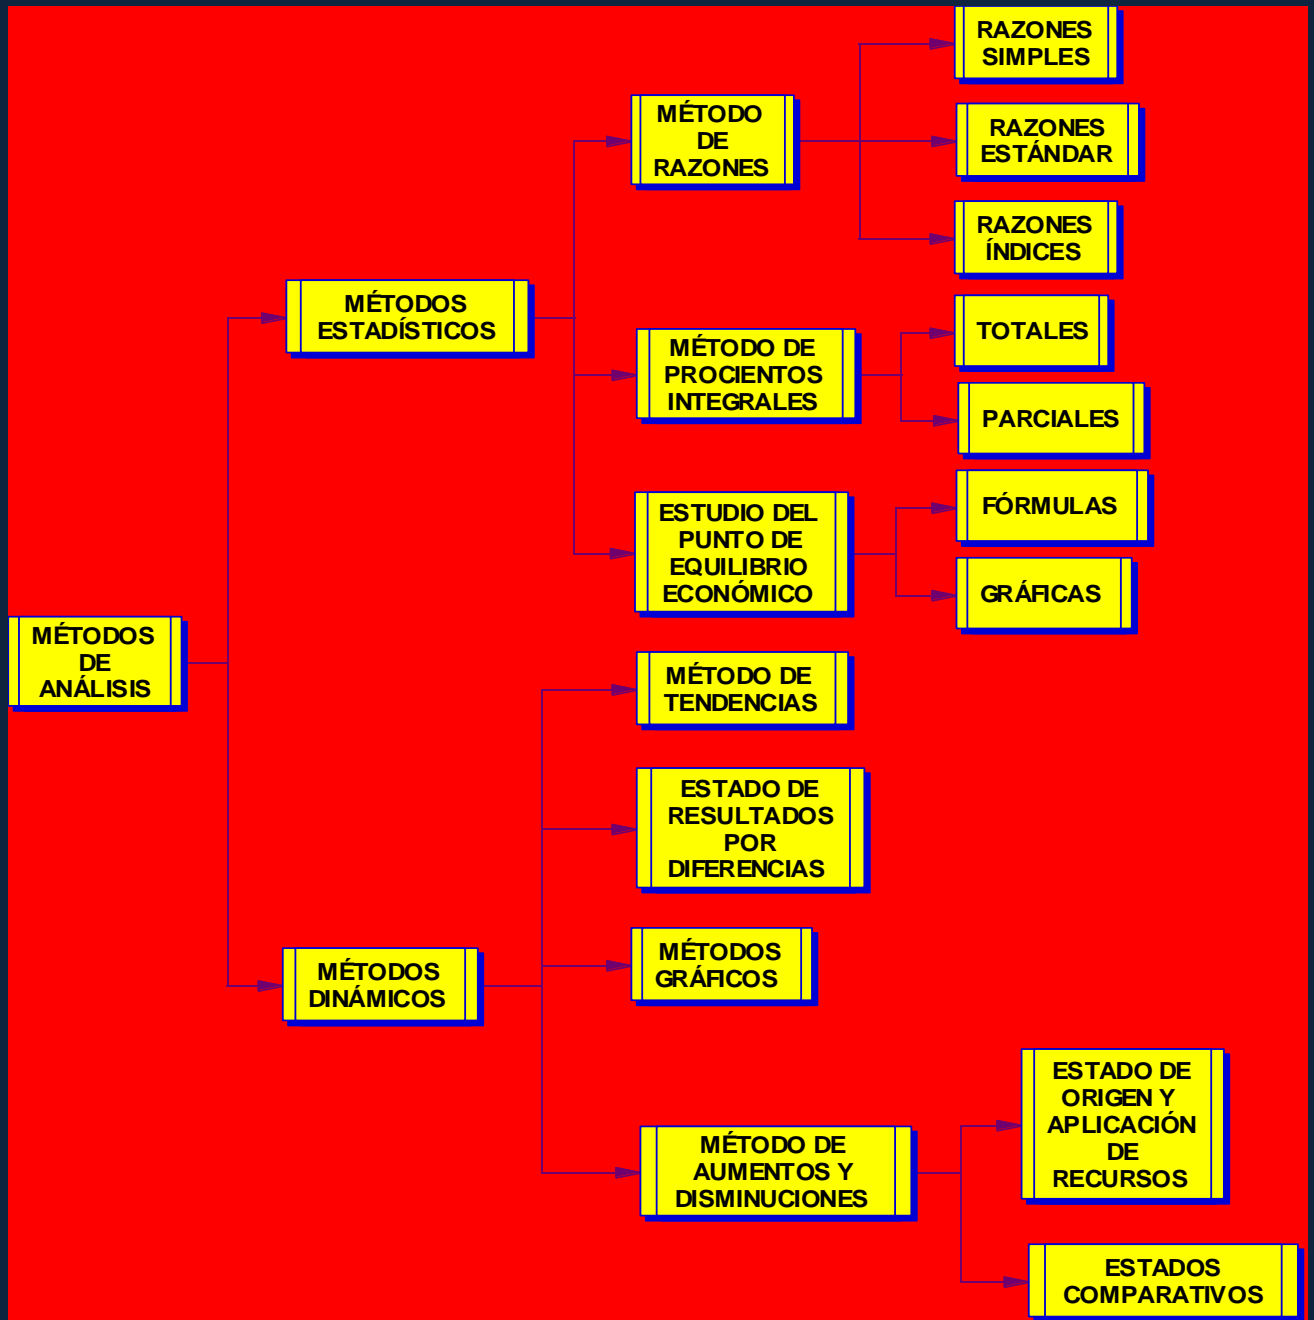 MÉTODOS
DE
ANÁLISIS
MÉTODOS
ESTADÍSTICOS
MÉTODO
DE
RAZONES
RAZONES
SIMPLES
RAZONES
ESTÁNDAR
RAZONES
ÍNDICES
MÉTODO DE
PROCIENTOS
INTEGRALES
TOTALES
PARCIALES
ESTUDIO DEL
PUNTO DE
EQUILIBRIO
ECONÓMICO
FÓRMULAS
GRÁFICAS
MÉTODOS
DINÁMICOS
MÉTODO DE
TENDENCIAS
ESTADO DE
RESULTADOS
POR
DIFERENCIAS
MÉTODOS
GRÁFICOS
MÉTODO DE
AUMENTOS Y
DISMINUCIONES
ESTADO DE
ORIGEN Y
APLICACIÓN
DE
RECURSOS
ESTADOS
COMPARATIVOS